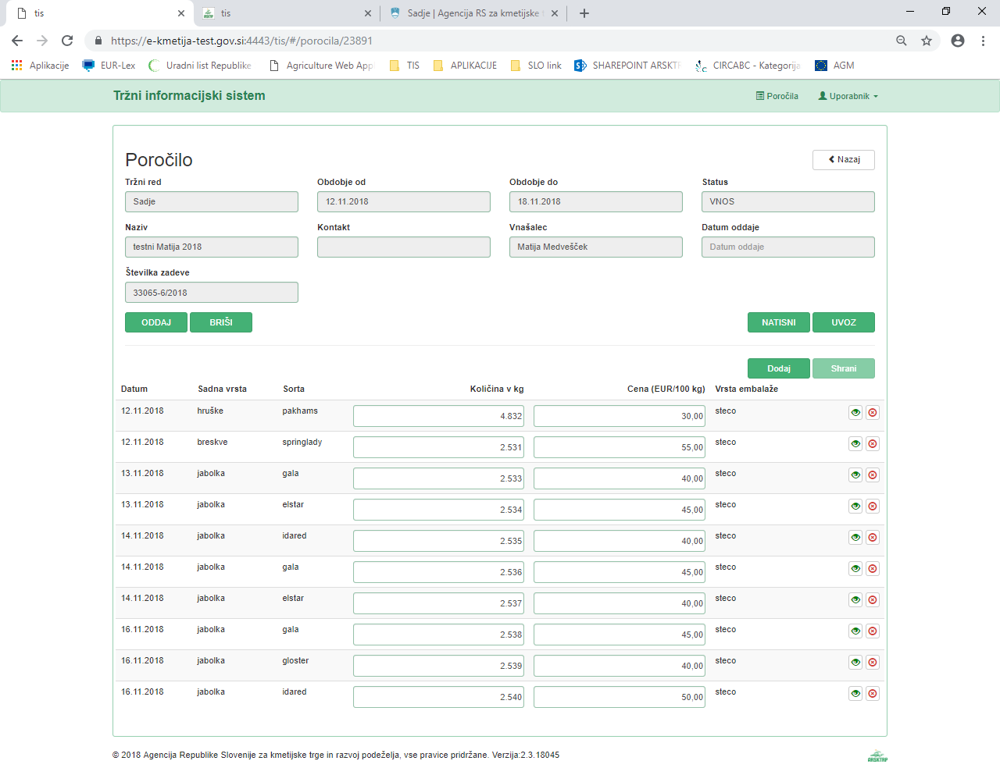 tis
tis
Sadje | Agencija RS za kmetijske
https://e-kmetija-test.gov.si:4443/tis/#/porocila/23891
Aplikacije EUR-Lex Uradni list Republike Agriculture Web App TIS APLIKACIJE SLO link SHAREPOINT ARSKTR CIRCABC - Kategorija AGM
Tržni informacijski sistem Poročila Uporabnik
Poročilo Nazaj
Tržni red Obdobje od Obdobje do Status
Sadje 12.11.2018 18.11.2018 VNOS
Naziv Kontakt Vnašalec Datum oddaje
testni Matija 2018 Matija Medvešček Datum oddaje
Številka zadeve
33065-6/2018
ODDAJ BRIŠI NATISNI UVOZ
Dodaj Shrani
Datum Sadna vrsta Sorta Količina v kg Cena (EUR/100 kg) Vrsta embalaže
12.11.2018 hruške pakhams 4.832 30,00 steco
12.11.2018 breskve springlady 2.531 55,00 steco
13.11.2018 jabolka gala 2.533 40,00 steco
13.11.2018 jabolka elstar 2.534 45,00 steco
14.11.2018 jabolka idared 2.535 40,00 steco
14.11.2018 jabolka gala 2.536 45,00 steco
14.11.2018 jabolka elstar 2.537 40,00 steco
16.11.2018 jabolka gala 2.538 45,00 steco
16.11.2018 jabolka gloster 2.539 40,00 steco
16.11.2018 jabolka idared 2.540 50,00 steco
© 2018 Agencija Republike Slovenije za kmetijske trge in razvoj podeželja, vse pravice pridržane. Verzija:2.3.18045
ARSKTRP